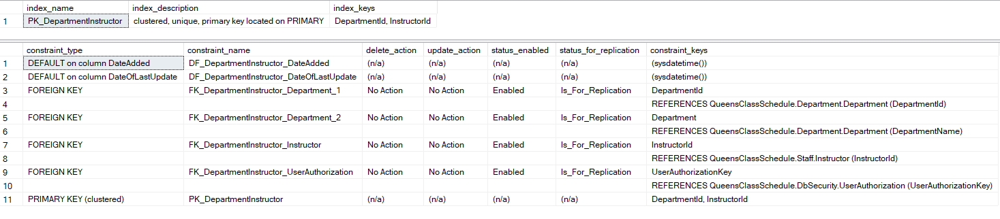 index_name index_description index_keys
1 PK_DepartmentInstructor clustered, unique, primary key located on PRIMARY DepartmentId, InstructorId
constraint_type constraint_name delete_action update_action status_enabled status_for_replication constraint_keys
1 DEFAULT on column DateAdded DF_DepartmentInstructor_DateAdded (n/a) (n/a) (n/a) (n/a) (sysdatetime())
2 DEFAULT on column DateOfLastUpdate DF_DepartmentInstructor_DateOfLastUpdate (n/a) (n/a) (n/a) (n/a) (sysdatetime())
3 FOREIGN KEY FK_DepartmentInstructor_Department_1 No Action No Action Enabled Is_For_Replication DepartmentId
4 REFERENCES QueensClassSchedule.Department.Department (DepartmentId)
5 FOREIGN KEY FK_DepartmentInstructor_Department_2 No Action No Action Enabled Is_For_Replication Department
6 REFERENCES QueensClassSchedule.Department.Department (DepartmentName)
7 FOREIGN KEY FK_DepartmentInstructor_Instructor No Action No Action Enabled Is_For_Replication InstructorId
8 REFERENCES QueensClassSchedule.Staff.Instructor (InstructorId)
9 FOREIGN KEY FK_DepartmentInstructor_UserAuthorization No Action No Action Enabled Is_For_Replication UserAuthorizationKey
10 REFERENCES QueensClassSchedule.DbSecurity.UserAuthorization (UserAuthorizationKey)
11 PRIMARY KEY (clustered) PK_DepartmentInstructor (n/a) (n/a) (n/a) (n/a) DepartmentId, InstructorId